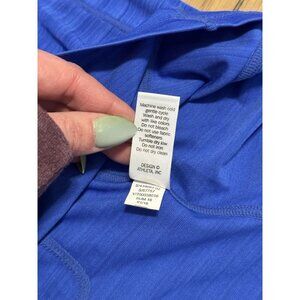 Machine wash cold
gentle cycle
Wash and dry
with like colors
Do not bleach
Do not use fabric
softeners
Tumble dry low
Do not iron
Do not dry clean
DESIGN ©
ATHLETA, INC